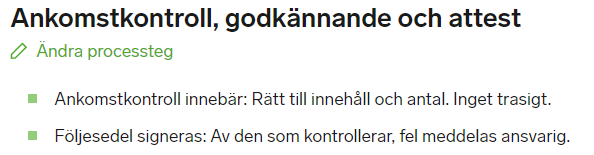 Ankomstkontroll, godkännande och attest
Ändra processteg
Ankomstkontroll innebär: Rätt till innehåll och antal. Inget trasigt.
Följesedel signeras: Av den som kontrollerar, fel meddelas ansvarig.